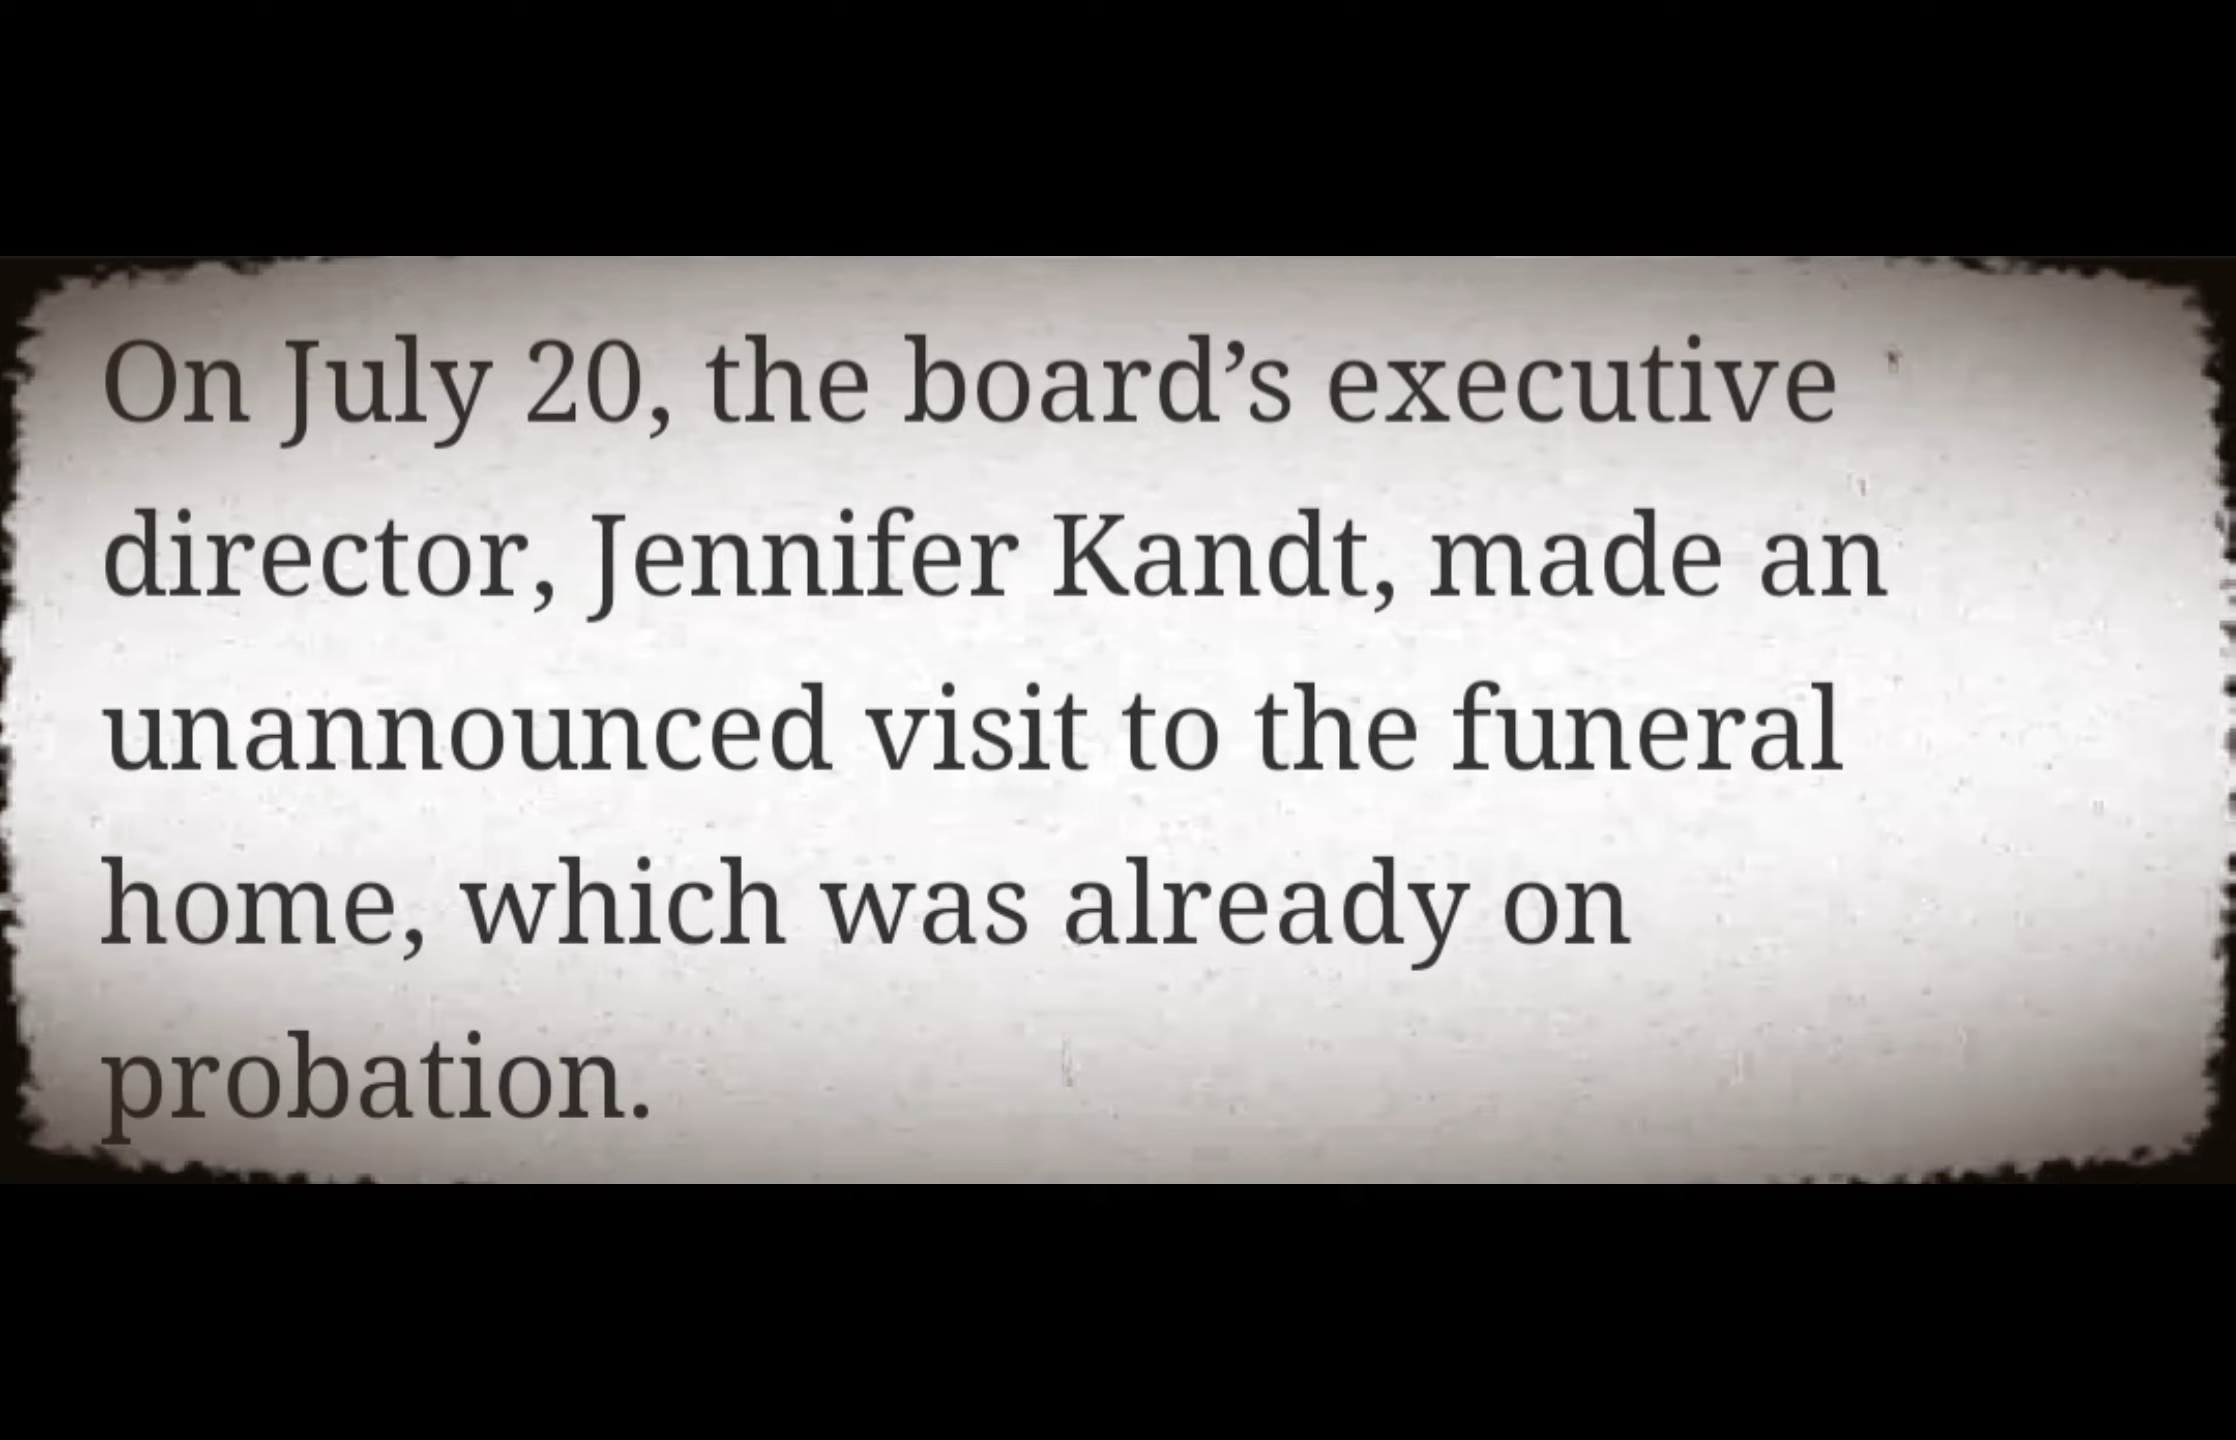 On July 20, the board’s executive
director, Jennifer Kandt, made an
unannounced visit to the funeral
home, which was already on
probation.